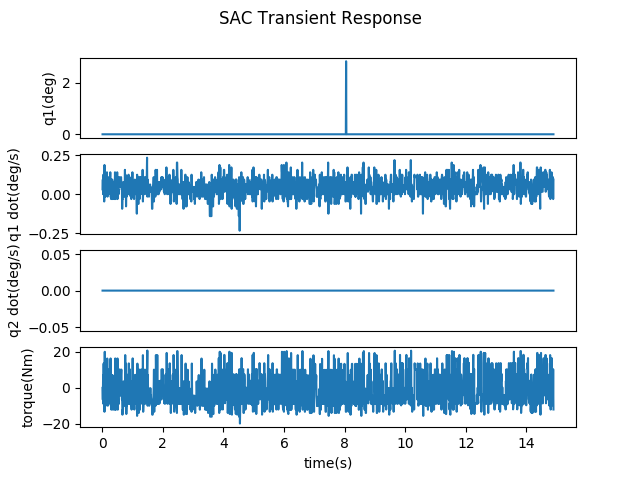 SAC Transient Response
q1(deg)
2
0
q1 dot(deg/s)
0.25
0.00
−0.25
q2 dot(deg/s)
0.05
0.00
−0.05
torque(Nm)
20
0
−20
0 2 4 6 8 10 12 14
time(s)